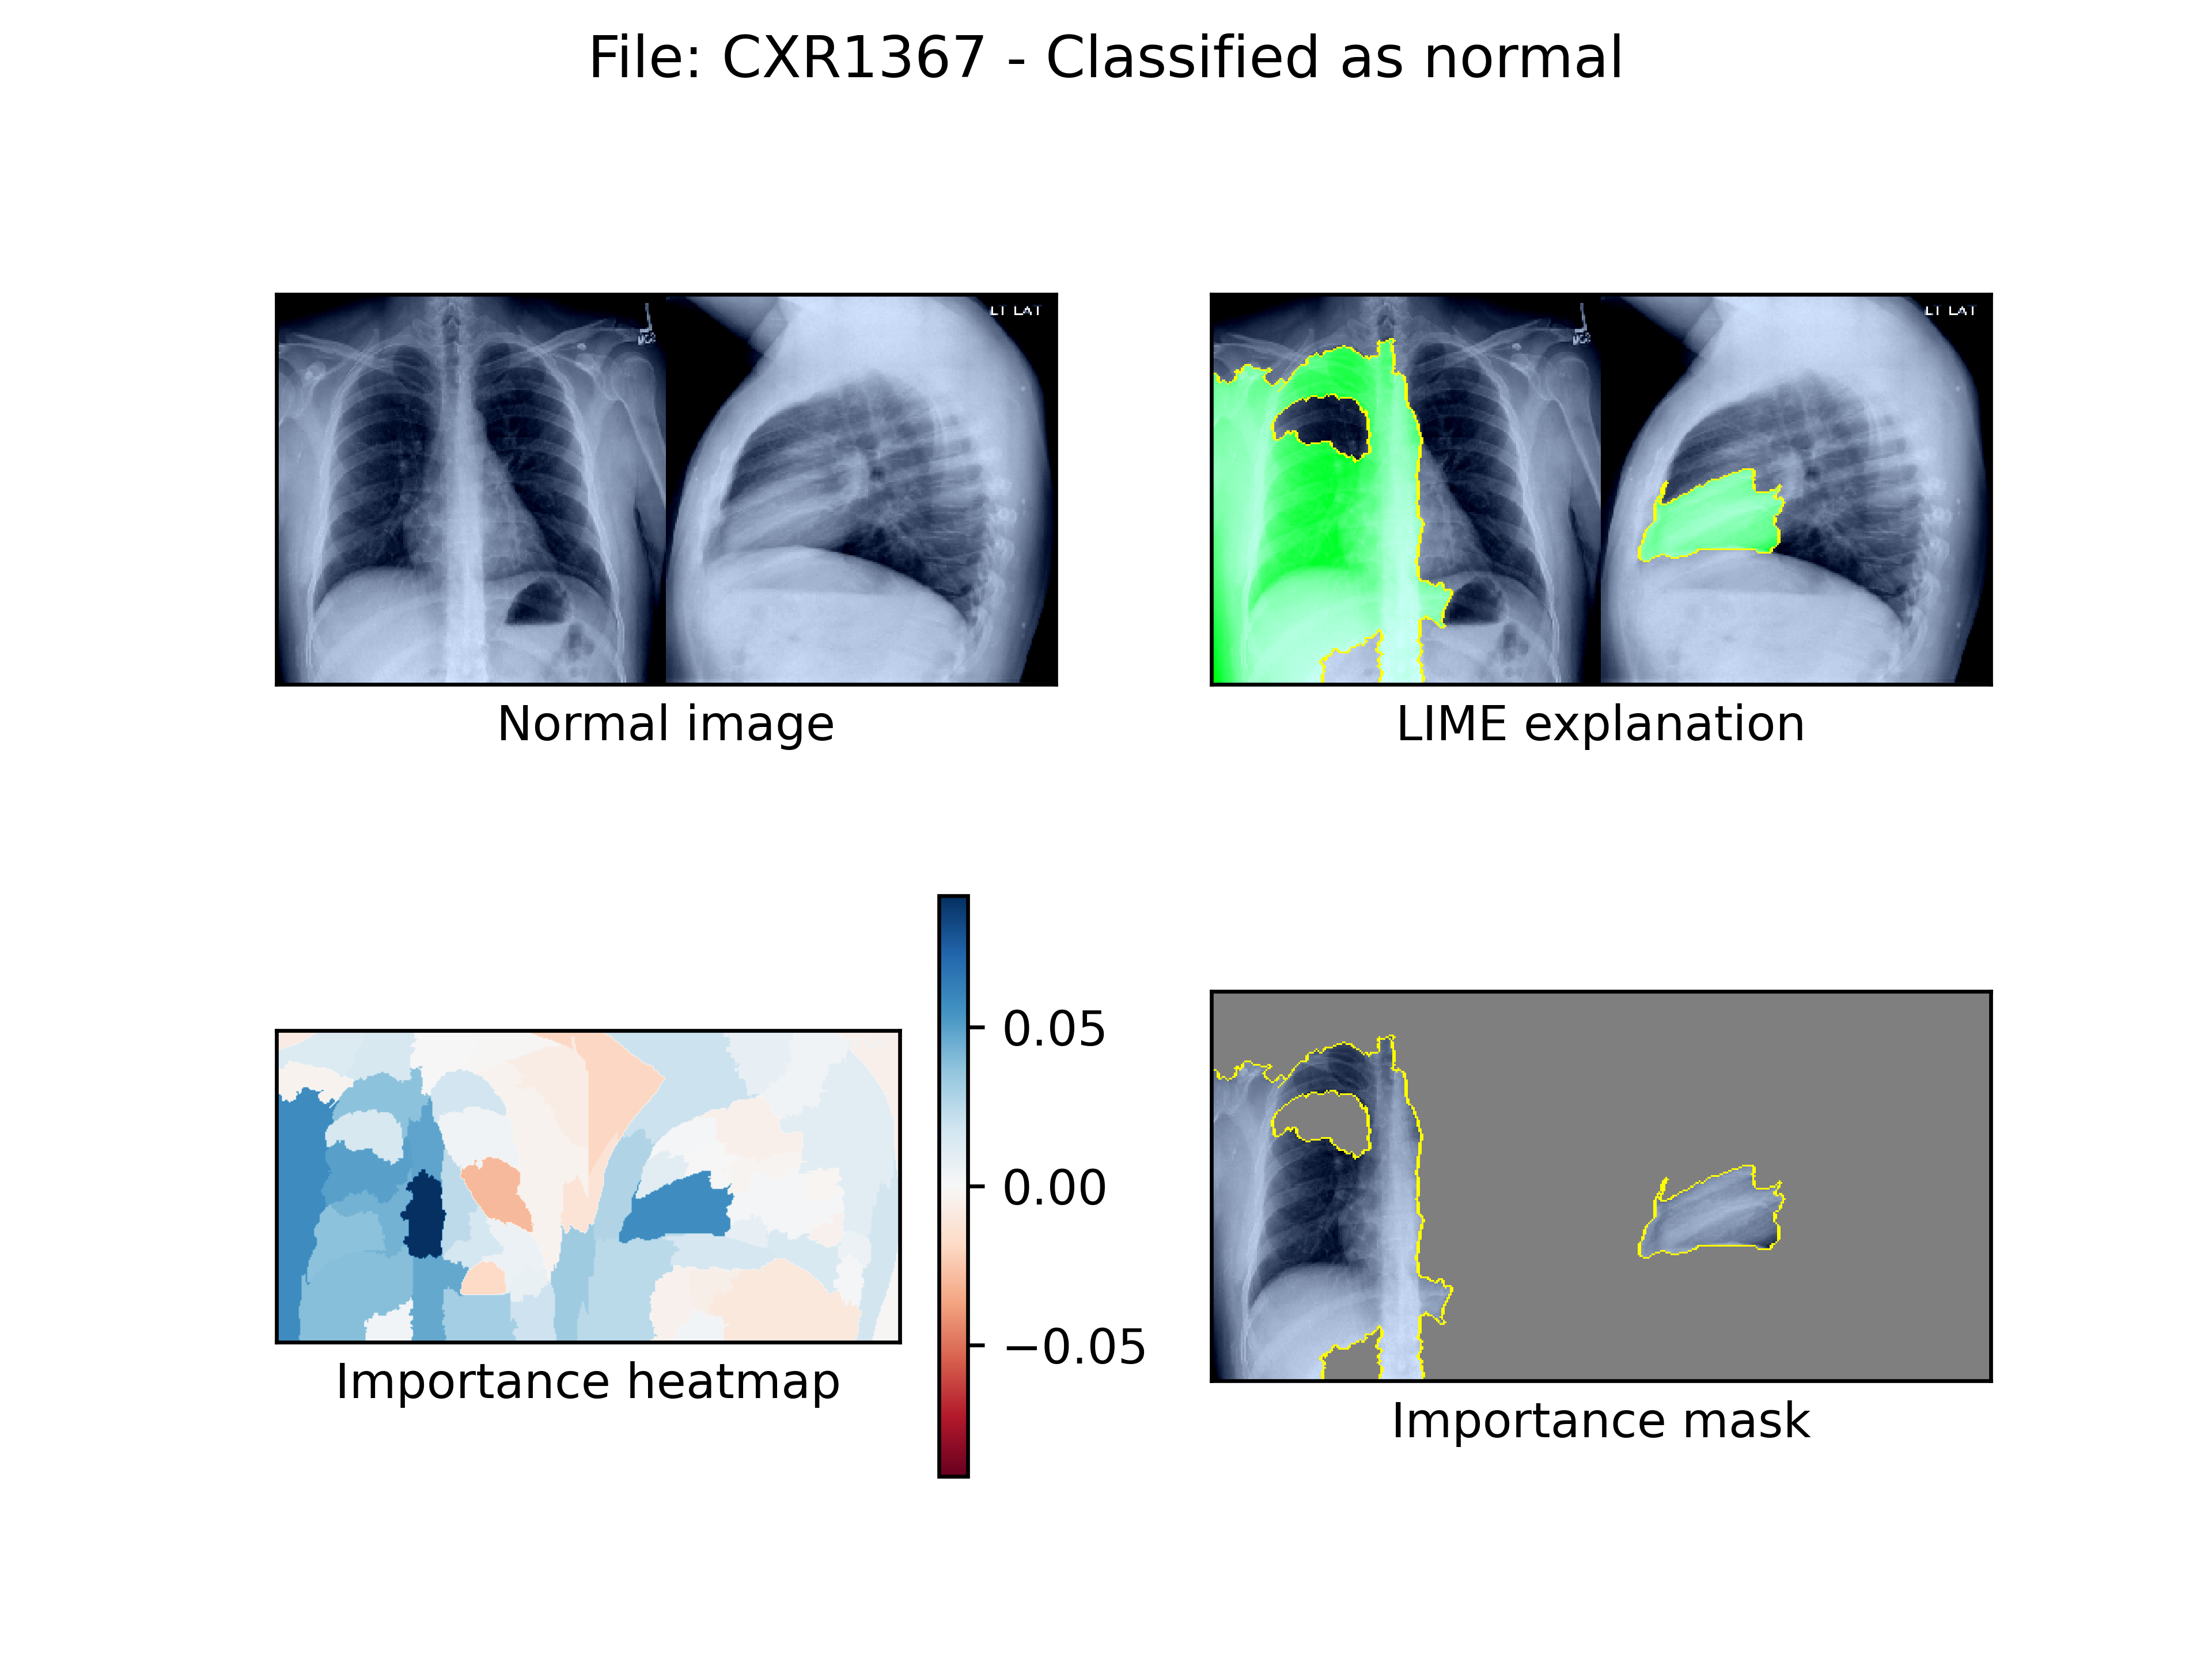 File: CXR1367 - Classified as normal
L
LT LAT
L
LT LAT
Normal image
LIME explanation
0.05
0.00
−0.05
Importance heatmap
Importance mask